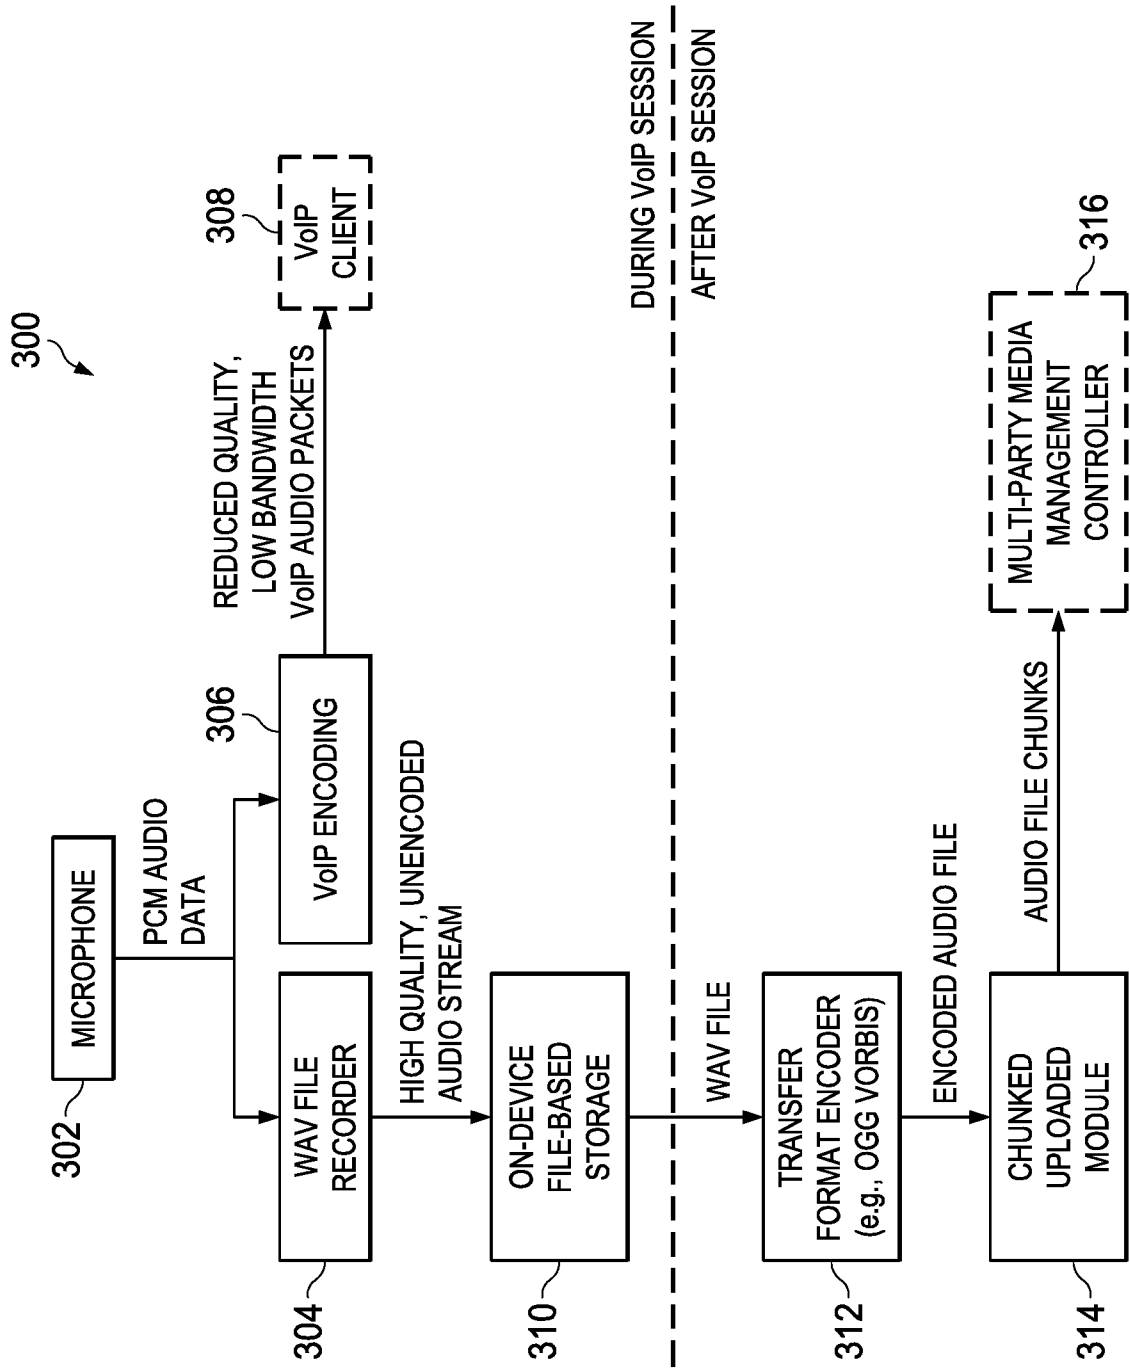 300
302
MICROPHONE
PCM AUDIO
DATA
304
WAV FILE
RECORDER
306
VoIP ENCODING
REDUCED QUALITY,
LOW BANDWIDTH
VoIP AUDIO PACKETS
308
VoIP
CLIENT
HIGH QUALITY, UNENCODED
AUDIO STREAM
310
ON-DEVICE
FILE-BASED
STORAGE
DURING VoIP SESSION
AFTER VoIP SESSION
WAV FILE
312
TRANSFER
FORMAT ENCODER
(e.g., OGG VORBIS)
ENCODED AUDIO FILE
314
CHUNKED
UPLOADED
MODULE
AUDIO FILE CHUNKS
316
MULTI-PARTY MEDIA
MANAGEMENT
CONTROLLER